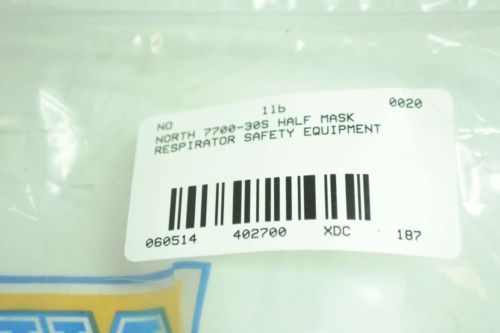 NO 11b 0020
NORTH 7700-30S HALF MASK
RESPIRATOR SAFETY EQUIPMENT
060514 402700 XDC 187